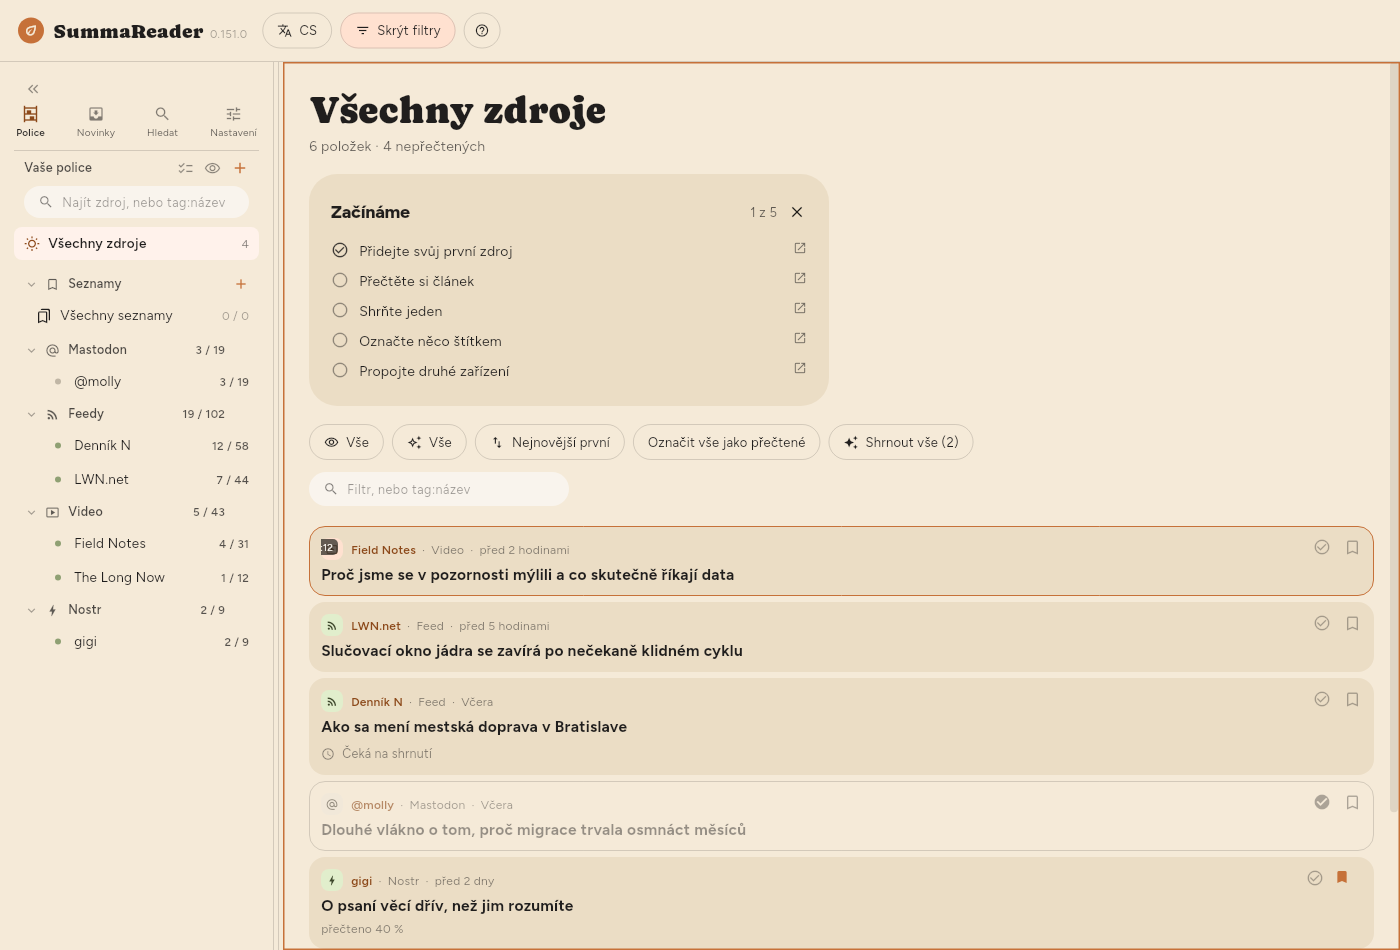 SummaReader 0.151.0
CS
Skrýt filtry
Police
Novinky
Hledat
Nastavení
Vaše police
Najít zdroj, nebo tag:název
Všechny zdroje 4
Seznamy
Všechny seznamy 0 / 0
Mastodon 3 / 19
@molly 3 / 19
Feedy 19 / 102
Denník N 12 / 58
LWN.net 7 / 44
Video 5 / 43
Field Notes 4 / 31
The Long Now 1 / 12
Nostr 2 / 9
gigi 2 / 9
Všechny zdroje
6 položek · 4 nepřečtených
Začínáme 1 z 5
Přidejte svůj první zdroj
Přečtěte si článek
Shrňte jeden
Označte něco štítkem
Propojte druhé zařízení
Vše
Vše
Nejnovější první
Označit vše jako přečtené
Shrnout vše (2)
Filtr, nebo tag:název
:12 Field Notes · Video · před 2 hodinami
Proč jsme se v pozornosti mýlili a co skutečně říkají data
LWN.net · Feed · před 5 hodinami
Slučovací okno jádra se zavírá po nečekaně klidném cyklu
Denník N · Feed · Včera
Ako sa mení mestská doprava v Bratislave
Čeká na shrnutí
@molly · Mastodon · Včera
Dlouhé vlákno o tom, proč migrace trvala osmnáct měsíců
gigi · Nostr · před 2 dny
O psaní věcí dřív, než jim rozumíte
přečteno 40 %